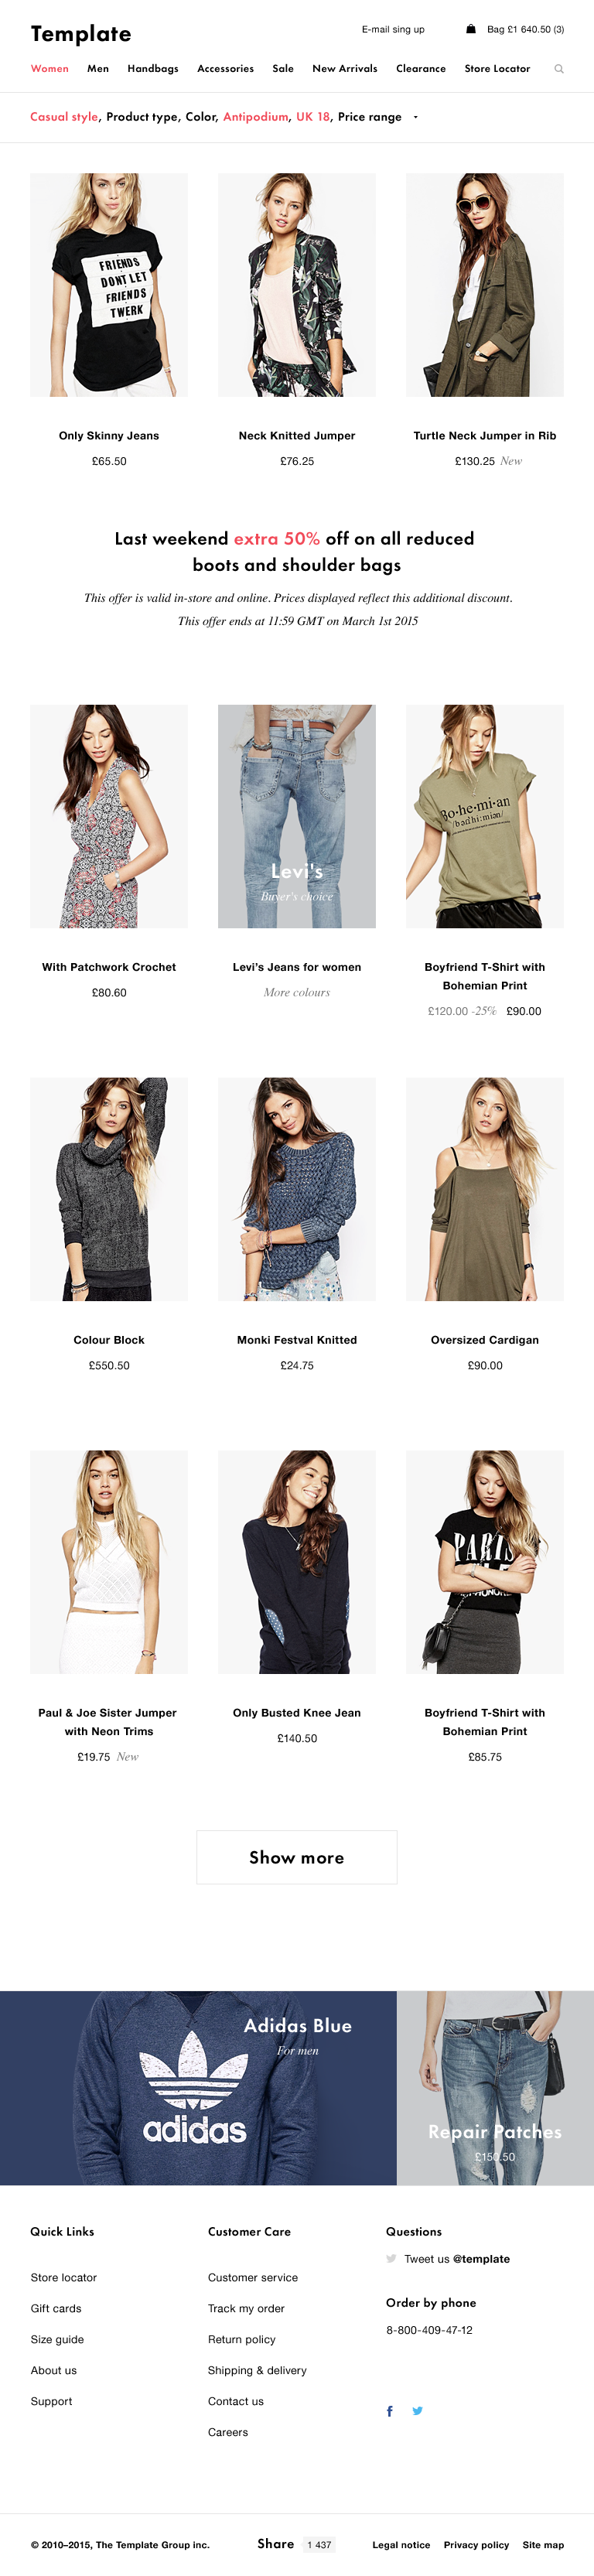 Template
E-mail sing up
Bag £1 640.50 (3)
Women Men Handbags Accessories Sale New Arrivals Clearance Store Locator
Casual style, Product type, Color, Antipodium, UK 18, Price range
FRIENDS
DONT LET
FRIENDS
TWERK
Only Skinny Jeans
£65.50
Neck Knitted Jumper
£76.25
Turtle Neck Jumper in Rib
£130.25 New
Last weekend extra 50% off on all reduced
boots and shoulder bags
This offer is valid in-store and online. Prices displayed reflect this additional discount.
This offer ends at 11:59 GMT on March 1st 2015
Levi's
Buyer's choice
Bo·he·mi·an
With Patchwork Crochet
£80.60
Levi's Jeans for women
More colours
Boyfriend T-Shirt with
Bohemian Print
£120.00 -25% £90.00
Colour Block
£550.50
Monki Festval Knitted
£24.75
Oversized Cardigan
£90.00
PARIS
Paul & Joe Sister Jumper
with Neon Trims
£19.75 New
Only Busted Knee Jean
£140.50
Boyfriend T-Shirt with
Bohemian Print
£85.75
Show more
Adidas Blue
For men
adidas
Repair Patches
£150.50
Quick Links
Store locator
Gift cards
Size guide
About us
Support
Customer Care
Customer service
Track my order
Return policy
Shipping & delivery
Contact us
Careers
Questions
Tweet us @template
Order by phone
8-800-409-47-12
© 2010–2015, The Template Group inc.
Share 1 437
Legal notice Privacy policy Site map